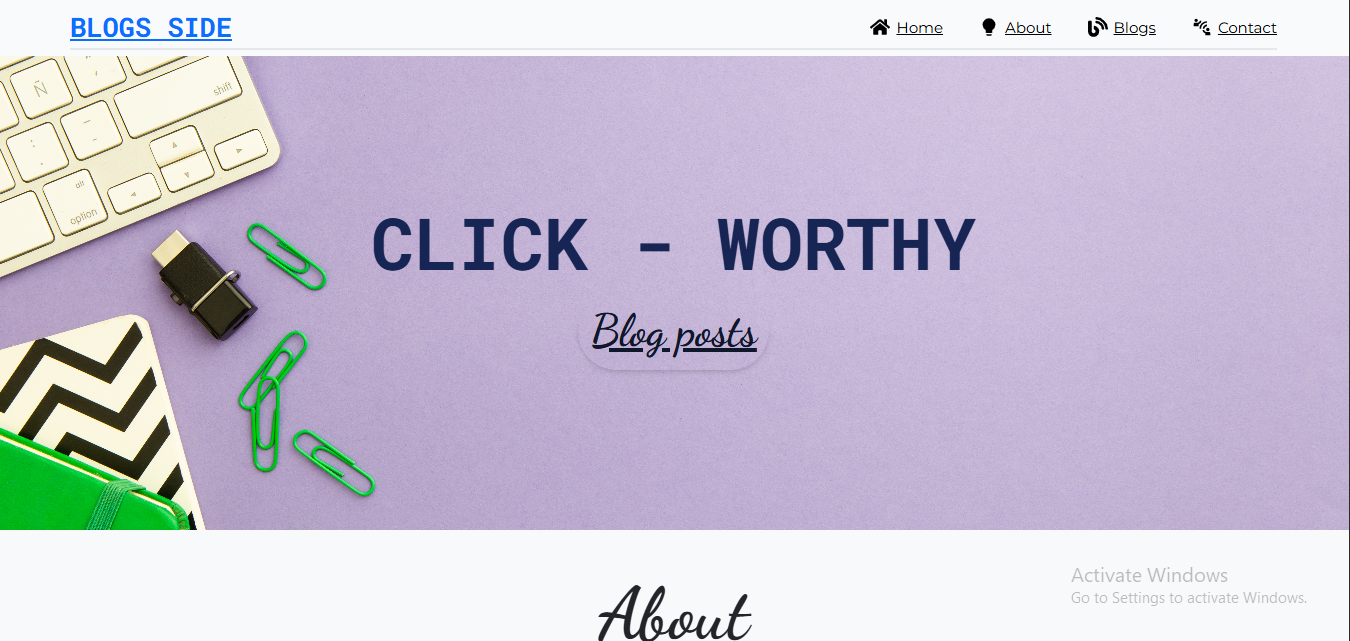 BLOGS SIDE
Home
About
Blogs
Contact
Ñ
shift
alt
option
CLICK - WORTHY
Blog posts
About
Activate Windows
Go to Settings to activate Windows.